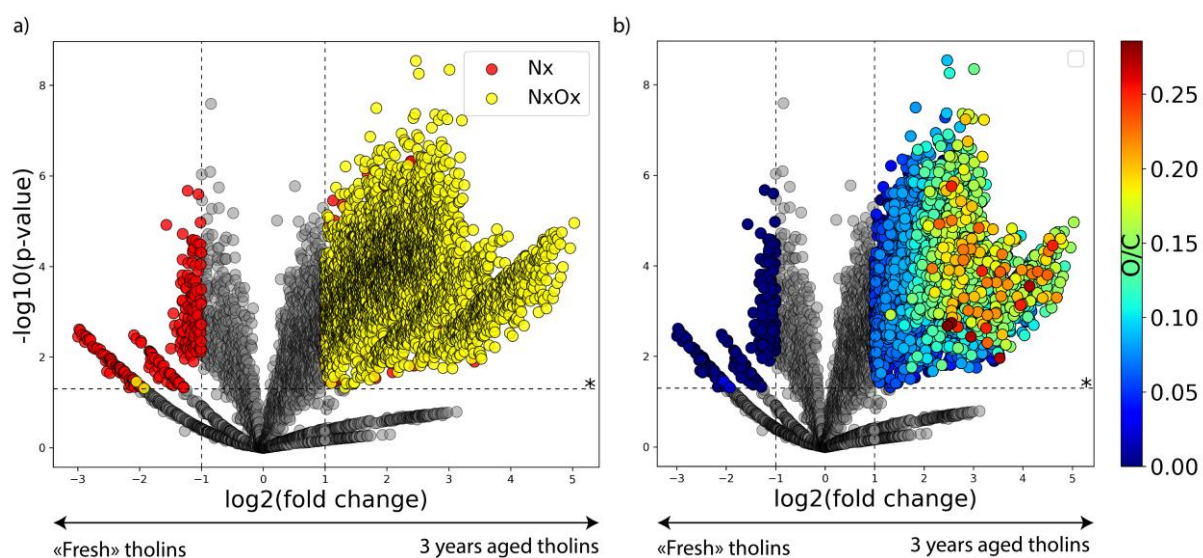 a)
b)
Nx
NxOx
-log10(p-value)
8
6
4
2
0
*
−3 −2 −1 0 1 2 3 4 5
log2(fold change)
«Fresh» tholins 3 years aged tholins
8
6
4
2
0
*
−3 −2 −1 0 1 2 3 4 5
log2(fold change)
«Fresh» tholins 3 years aged tholins
O/C
0.25
0.20
0.15
0.10
0.05
0.00